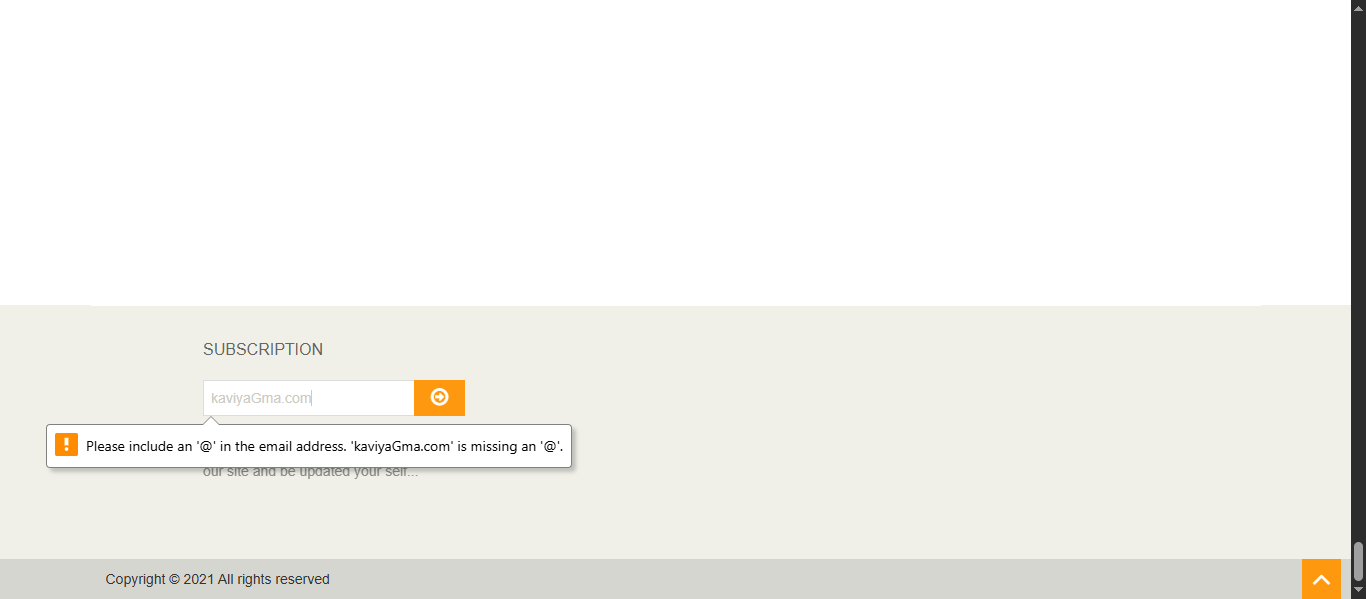 SUBSCRIPTION
kaviyaGma.com
Please include an '@' in the email address. 'kaviyaGma.com' is missing an '@'.
our site and be updated your self...
Copyright © 2021 All rights reserved